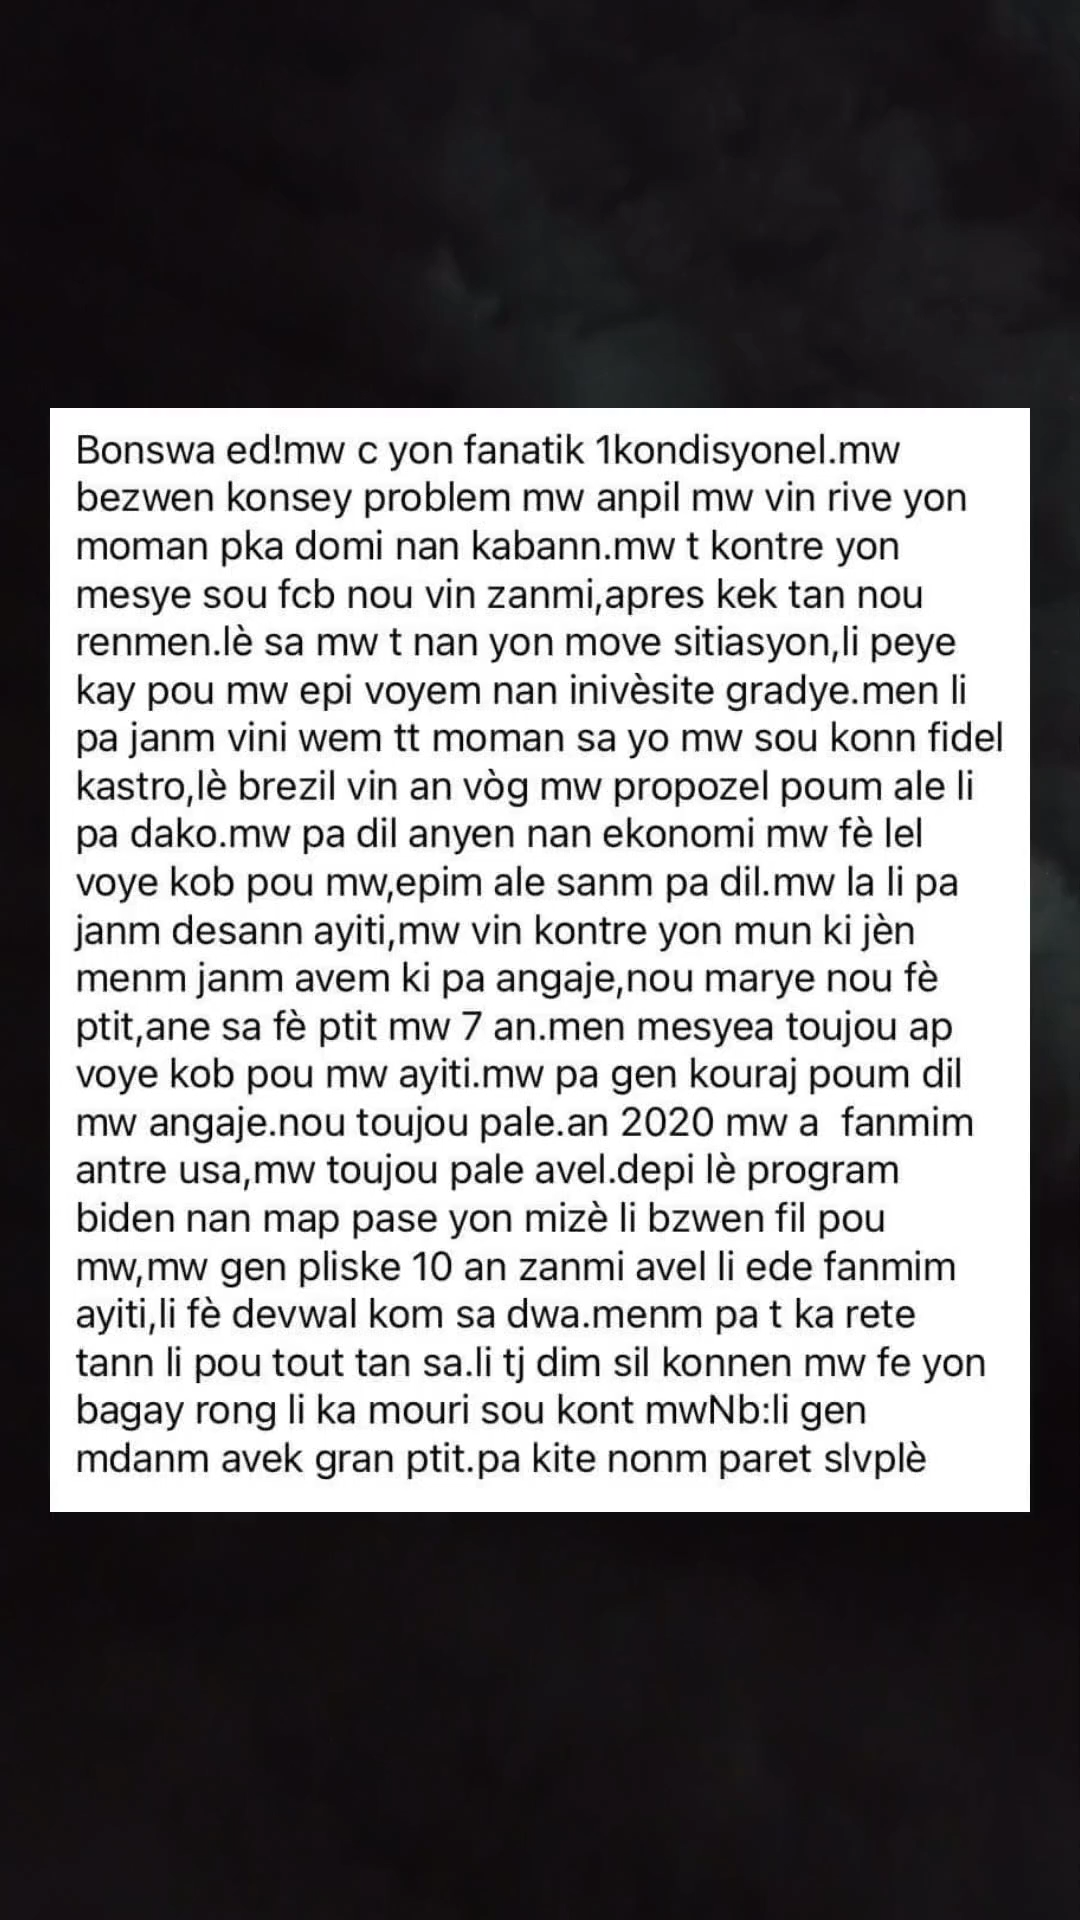 Bonswa ed!mw c yon fanatik 1kondisyonel.mw
bezwen konsey problem mw anpil mw vin rive yon
moman pka domi nan kabann.mw t kontre yon
mesye sou fcb nou vin zanmi,apres kek tan nou
renmen.lè sa mw t nan yon move sitiasyon,li peye
kay pou mw epi voyem nan inivèsite gradye.men li
pa janm vini wem tt moman sa yo mw sou konn fidel
kastro,lè brezil vin an vòg mw propozel poum ale li
pa dako.mw pa dil anyen nan ekonomi mw fè lel
voye kob pou mw,epim ale sanm pa dil.mw la li pa
janm desann ayiti,mw vin kontre yon mun ki jèn
menm janm avem ki pa angaje,nou marye nou fè
ptit,ane sa fè ptit mw 7 an.men mesyea toujou ap
voye kob pou mw ayiti.mw pa gen kouraj poum dil
mw angaje.nou toujou pale.an 2020 mw a  fanmim
antre usa,mw toujou pale avel.depi lè program
biden nan map pase yon mizè li bzwen fil pou
mw,mw gen pliske 10 an zanmi avel li ede fanmim
ayiti,li fè devwal kom sa dwa.menm pa t ka rete
tann li pou tout tan sa.li tj dim sil konnen mw fe yon
bagay rong li ka mouri sou kont mwNb:li gen
mdanm avek gran ptit.pa kite nonm paret slvplè